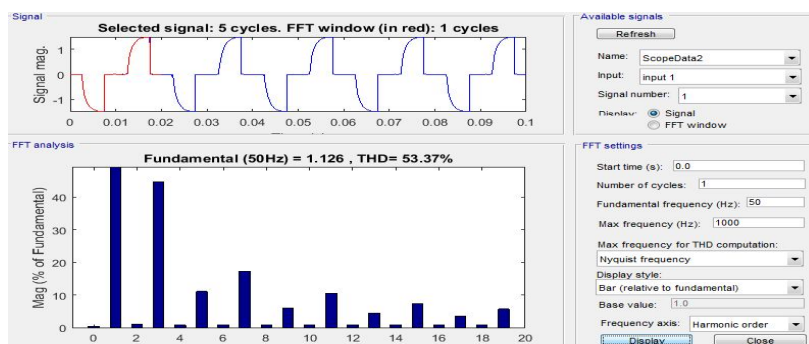 Signal
Selected signal: 5 cycles. FFT window (in red): 1 cycles
Signal mag.
1
0
-1
0 0.01 0.02 0.03 0.04 0.05 0.06 0.07 0.08 0.09 0.1
FFT analysis
Fundamental (50Hz) = 1.126 , THD= 53.37%
Mag (% of Fundamental)
40
30
20
10
0
0 2 4 6 8 10 12 14 16 18 20
Available signals
Refresh
Name: ScopeData2
Input: input 1
Signal number: 1
Display: Signal
FFT window
FFT settings
Start time (s): 0.0
Number of cycles: 1
Fundamental frequency (Hz): 50
Max frequency (Hz): 1000
Max frequency for THD computation:
Nyquist frequency
Display style:
Bar (relative to fundamental)
Base value: 1.0
Frequency axis: Harmonic order
Display Close